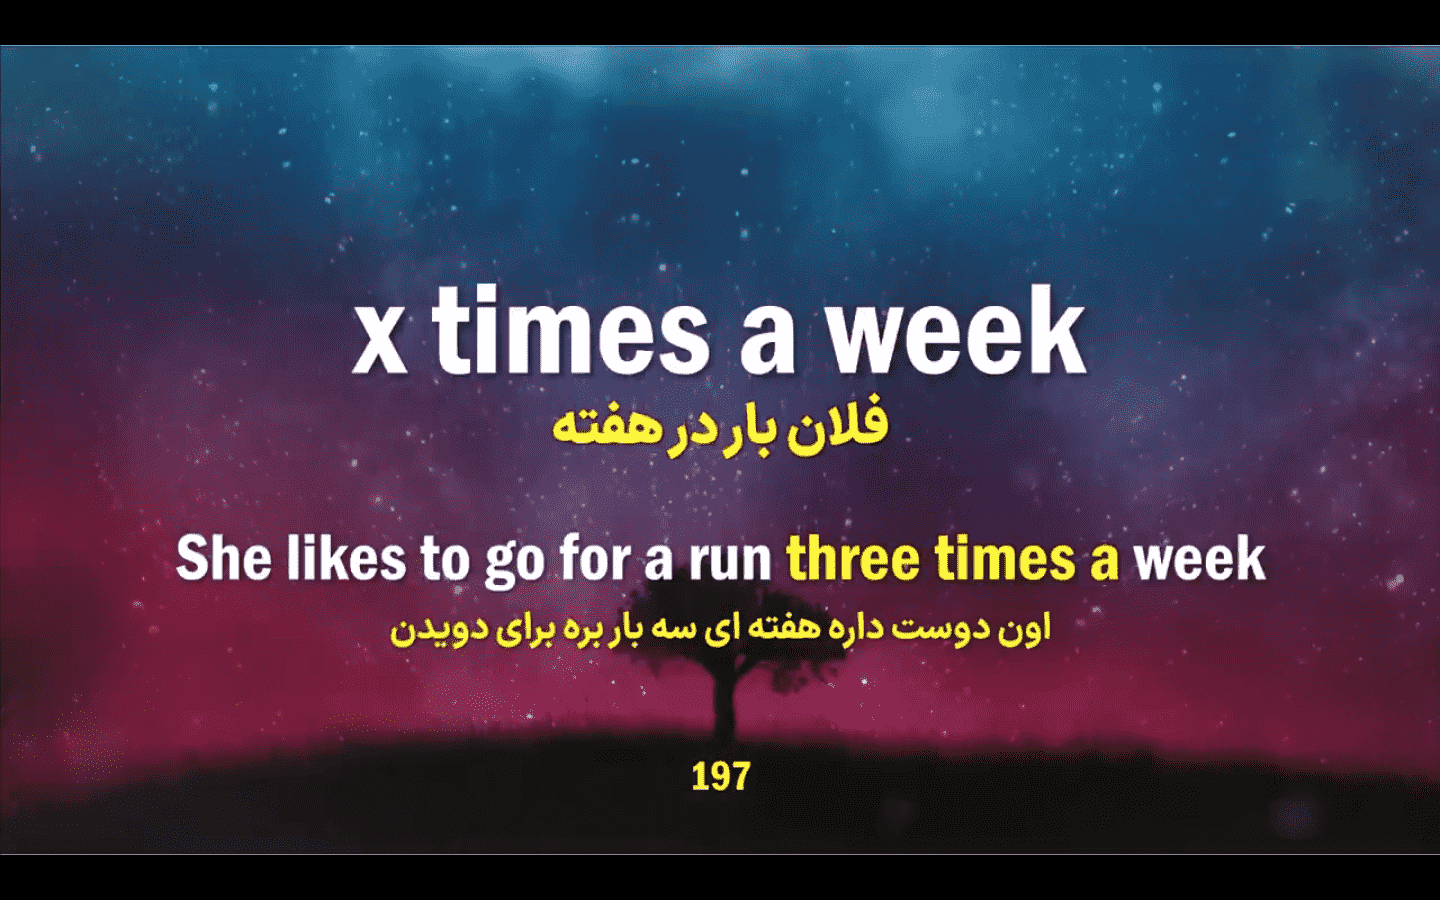 x times a week
فلان بار در هفته
She likes to go for a run three times a week
اون دوست داره هفته ای سه بار بره برای دویدن
197